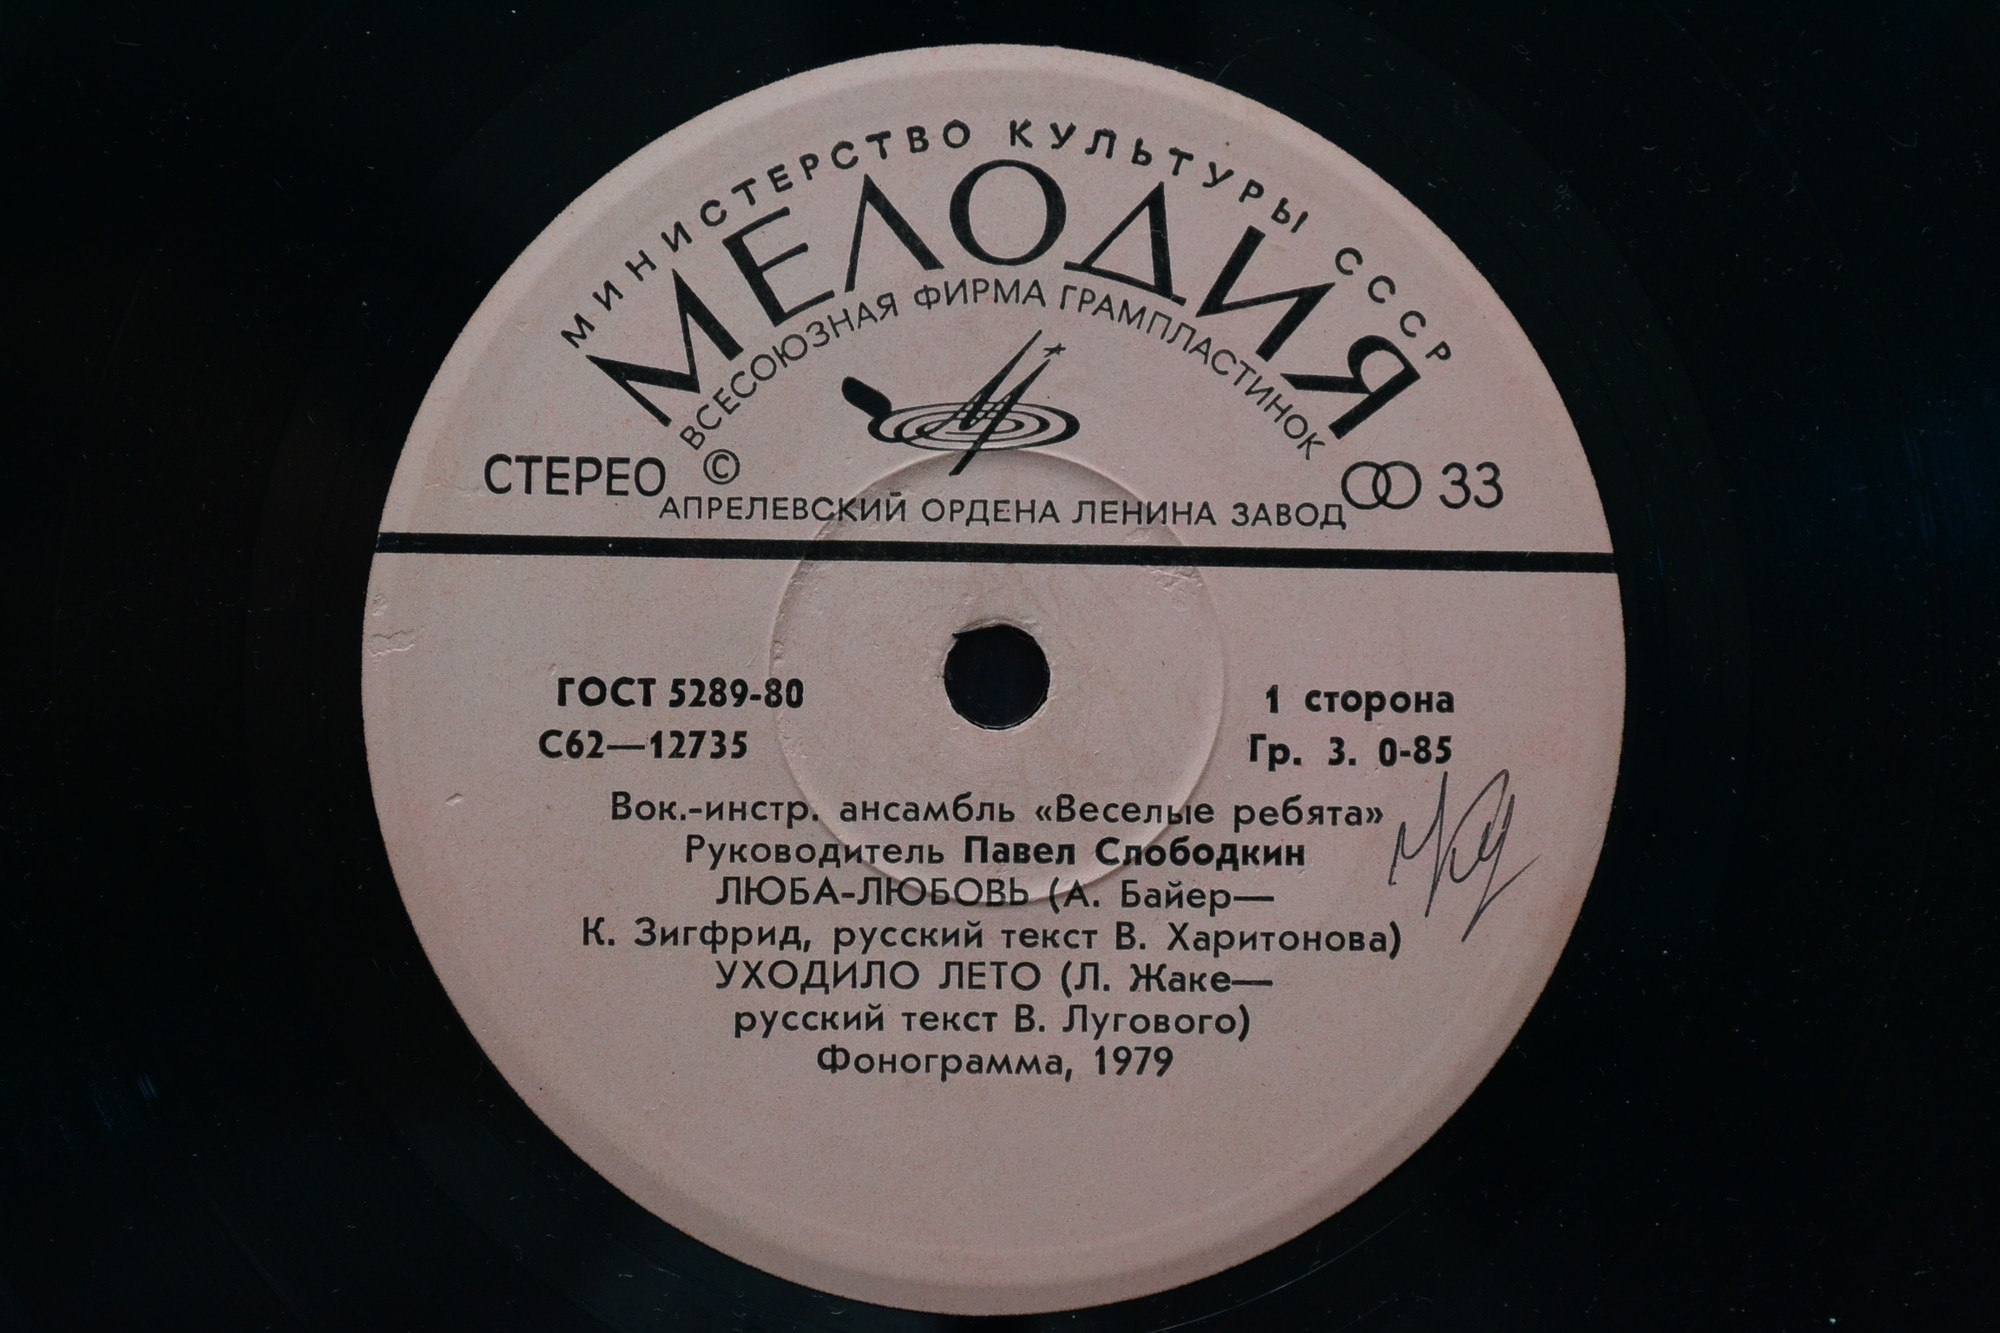 МИНИСТЕРСТВО КУЛЬТУРЫ СССР
МЕЛОДИЯ
ВСЕСОЮЗНАЯ ФИРМА ГРАМПЛАСТИНОК
СТЕРЕО © 33
АПРЕЛЕВСКИЙ ОРДЕНА ЛЕНИНА ЗАВОД
ГОСТ 5289-80 1 сторона
С62—12735 Гр. 3. 0-85
Вок.-инстр. ансамбль «Веселые ребята»
Руководитель Павел Слободкин
ЛЮБА-ЛЮБОВЬ (А. Байер—
К. Зигфрид, русский текст В. Харитонова)
УХОДИЛО ЛЕТО (Л. Жаке—
русский текст В. Лугового)
Фонограмма, 1979